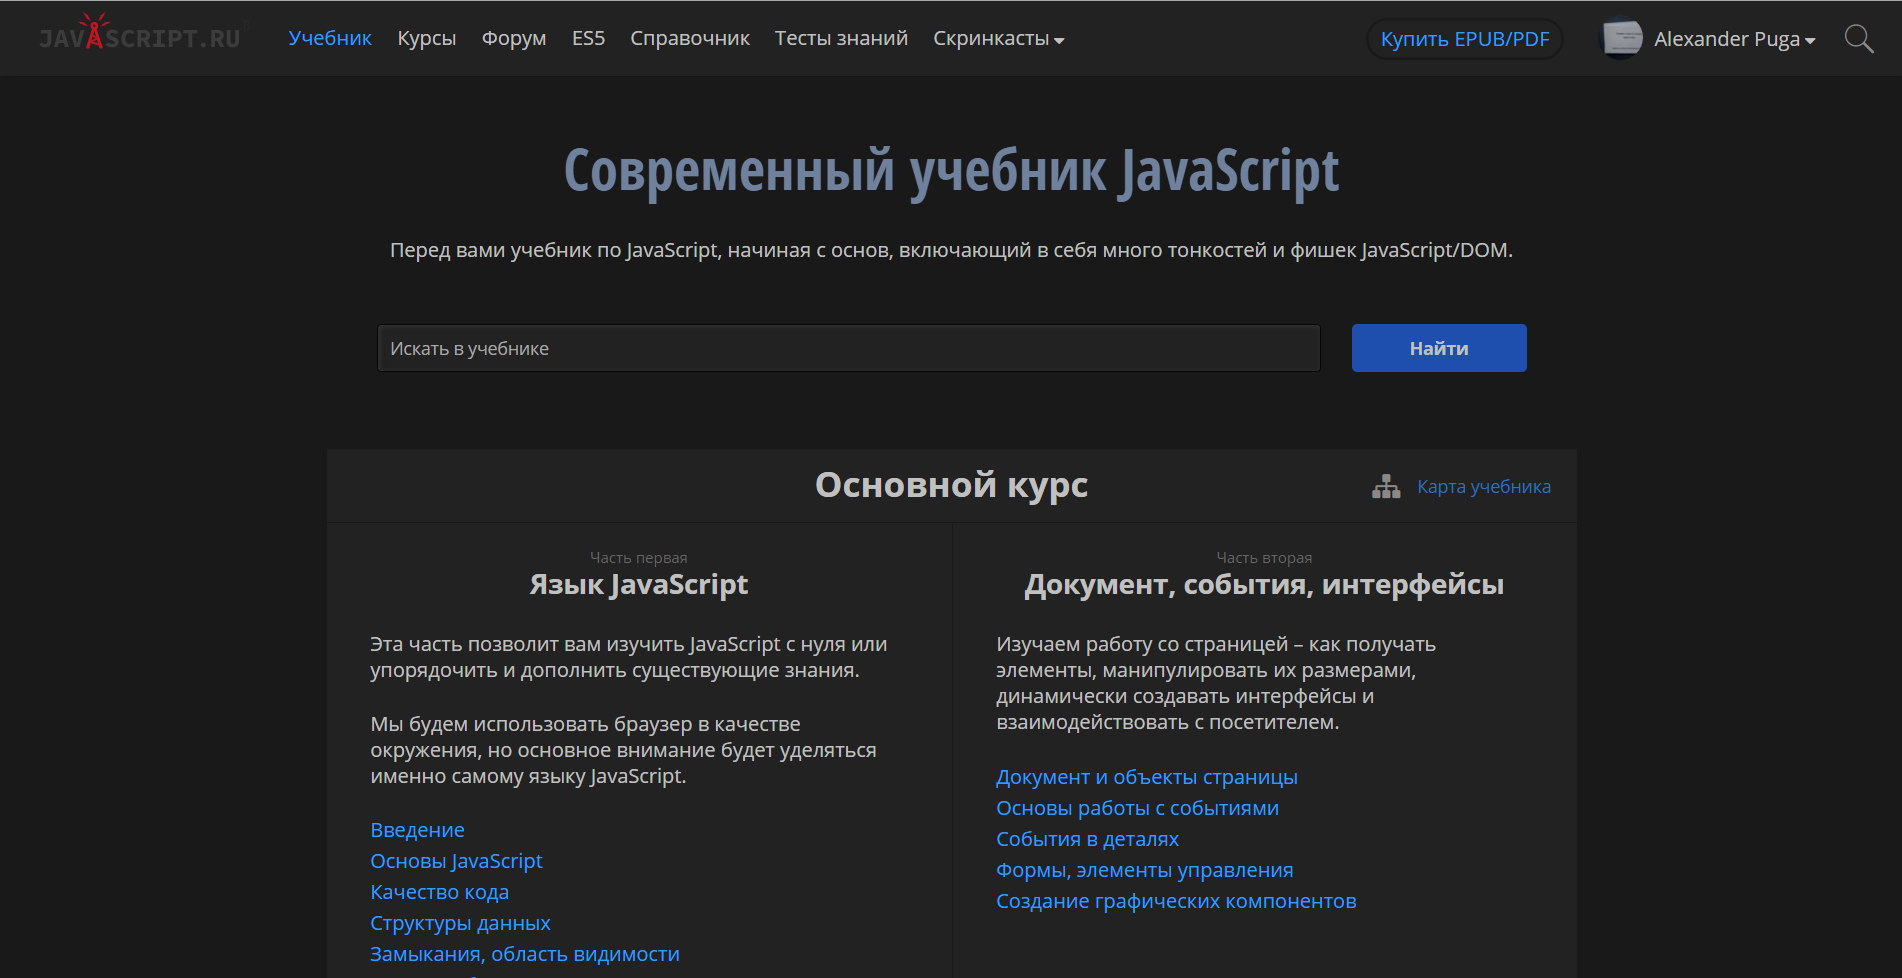 JAVASCRIPT.RU
Учебник Курсы Форум ES5 Справочник Тесты знаний Скринкасты
Купить EPUB/PDF
Alexander Puga
Современный учебник JavaScript
Перед вами учебник по JavaScript, начиная с основ, включающий в себя много тонкостей и фишек JavaScript/DOM.
Искать в учебнике
Найти
Основной курс
Карта учебника
Часть первая
Язык JavaScript
Эта часть позволит вам изучить JavaScript с нуля или
упорядочить и дополнить существующие знания.
Мы будем использовать браузер в качестве
окружения, но основное внимание будет уделяться
именно самому языку JavaScript.
Введение
Основы JavaScript
Качество кода
Структуры данных
Замыкания, область видимости
Часть вторая
Документ, события, интерфейсы
Изучаем работу со страницей – как получать
элементы, манипулировать их размерами,
динамически создавать интерфейсы и
взаимодействовать с посетителем.
Документ и объекты страницы
Основы работы с событиями
События в деталях
Формы, элементы управления
Создание графических компонентов